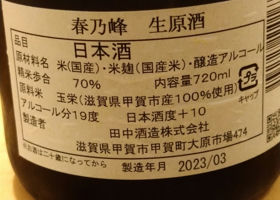 春乃峰 生原酒
品目 日本酒
原材料名 米(国産)・米麹(国産米)・醸造アルコール
精米歩合 70% 内容量720ml
原料米 玉栄(滋賀県甲賀市産100%使用)
アルコール分19度 日本酒度+10
製造者 田中酒造株式会社
滋賀県甲賀市甲賀町大原市場474
お酒は二十歳になってから 製造年月 2023/03
キャップ